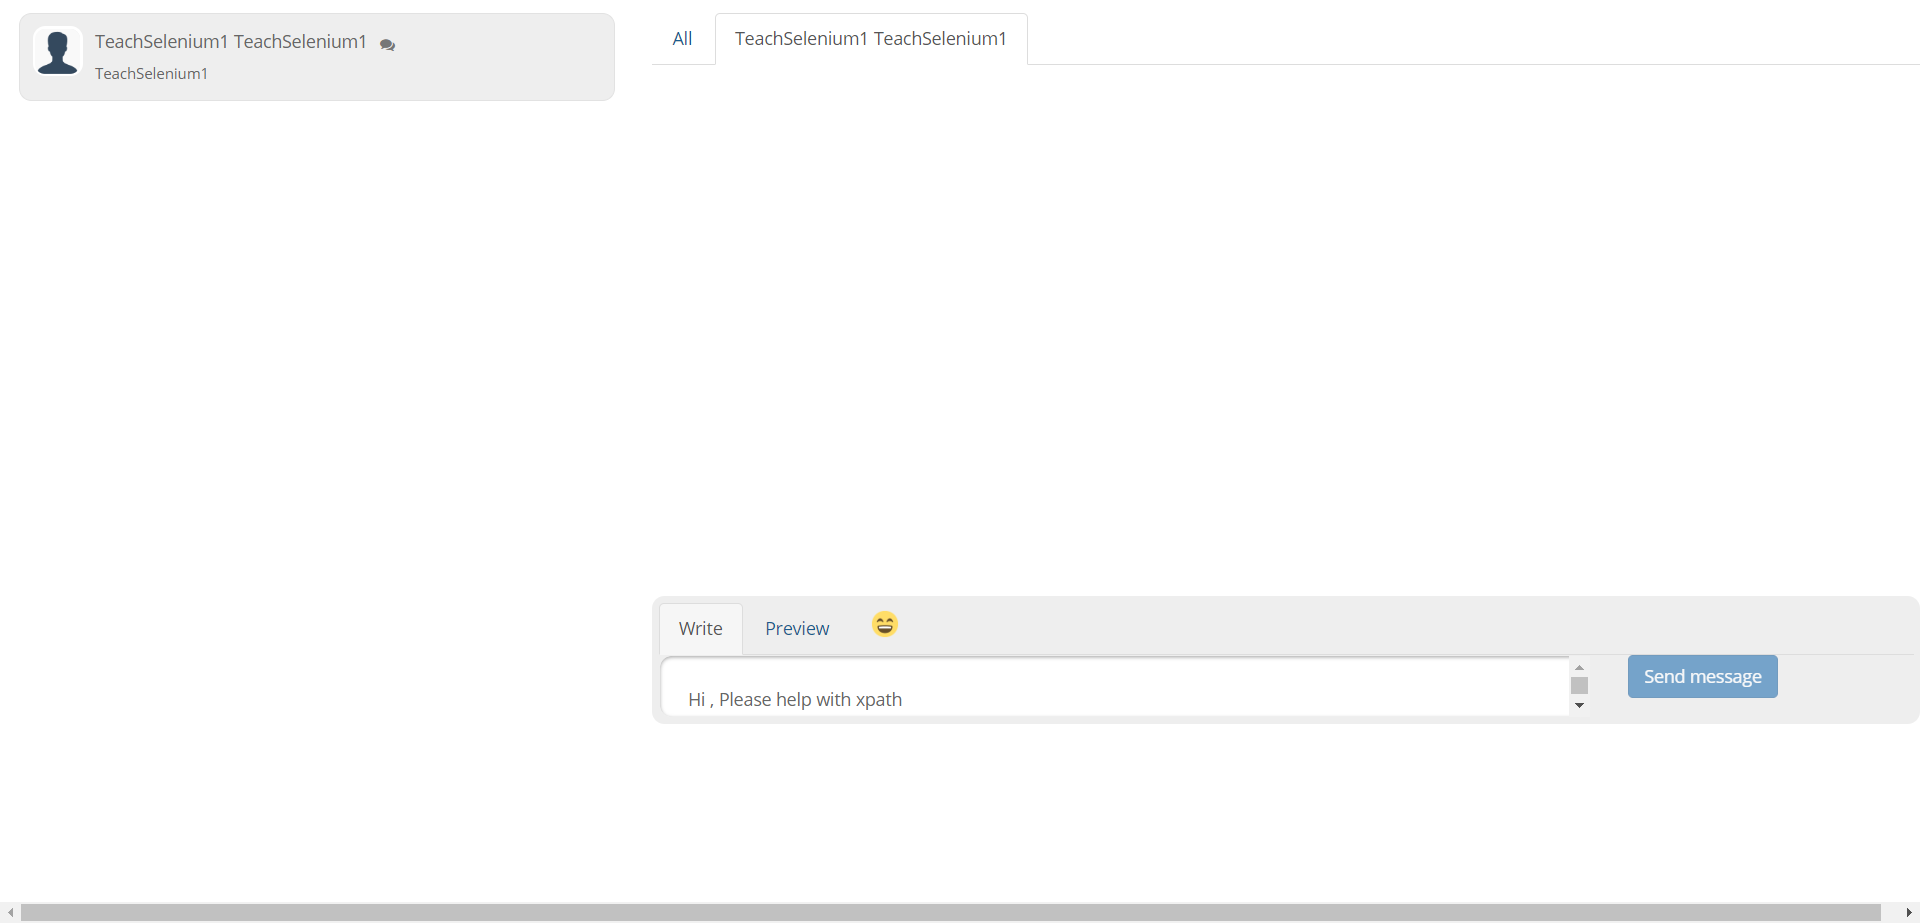 TeachSelenium1 TeachSelenium1
TeachSelenium1
All
TeachSelenium1 TeachSelenium1
Write
Preview
Hi , Please help with xpath
Send message